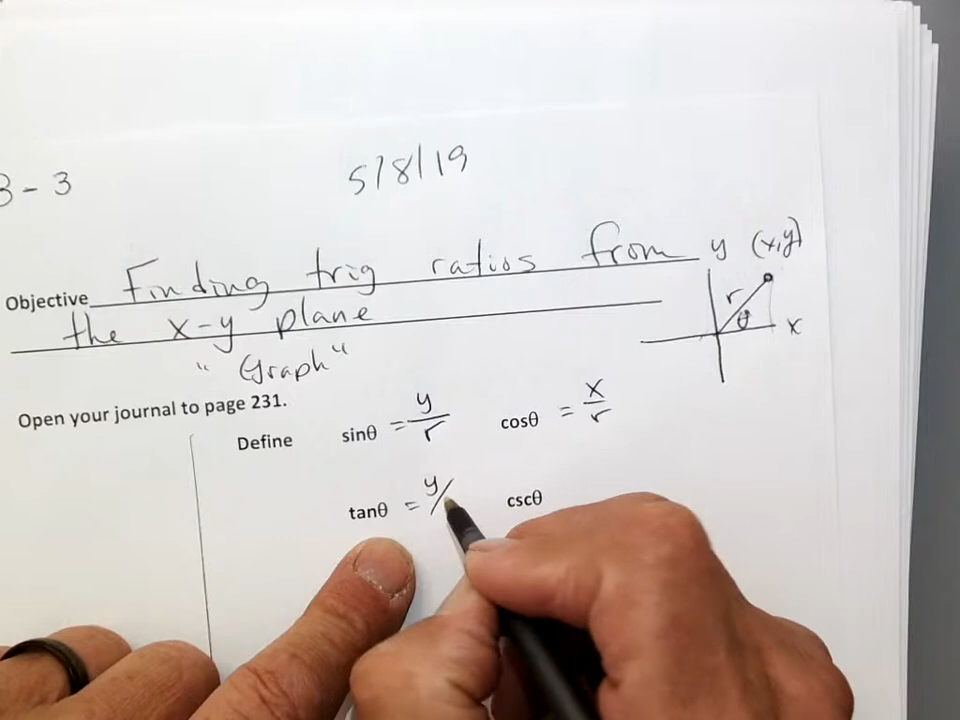 3-3
5/8/19
Objective Finding trig ratios from
the x-y plane
"Graph"
y (x,y)
r
θ
x
Open your journal to page 231.
Define sinθ = y/r cosθ = x/r
tanθ = y/ cscθ